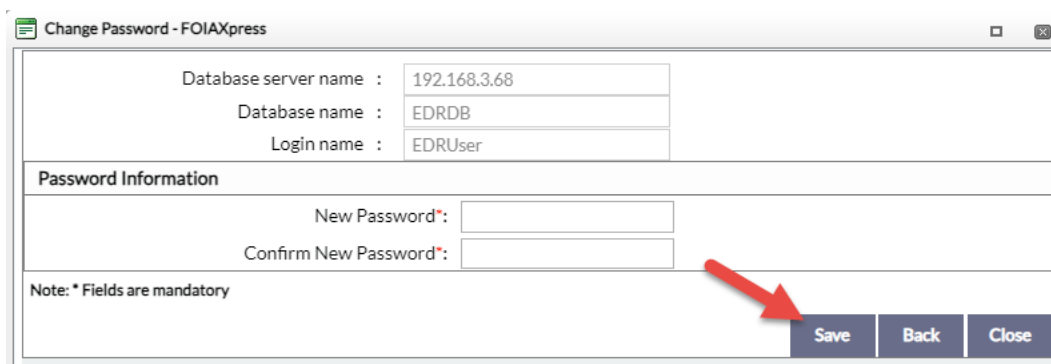 Change Password - FOIAXpress
Database server name : 192.168.3.68
Database name : EDRDB
Login name : EDRUser
Password Information
New Password*:
Confirm New Password*:
Note: * Fields are mandatory
Save Back Close